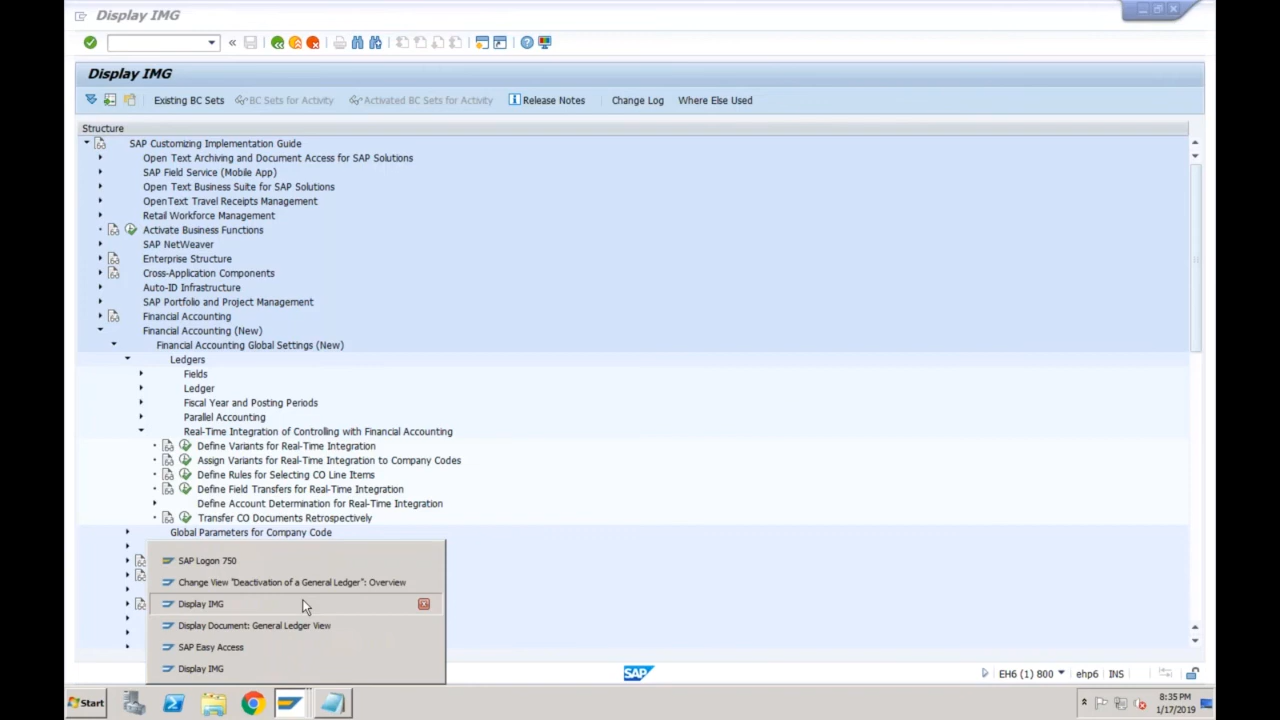 Display IMG
Display IMG
Existing BC Sets BC Sets for Activity Activated BC Sets for Activity Release Notes Change Log Where Else Used
Structure
SAP Customizing Implementation Guide
Open Text Archiving and Document Access for SAP Solutions
SAP Field Service (Mobile App)
Open Text Business Suite for SAP Solutions
OpenText Travel Receipts Management
Retail Workforce Management
Activate Business Functions
SAP NetWeaver
Enterprise Structure
Cross-Application Components
Auto-ID Infrastructure
SAP Portfolio and Project Management
Financial Accounting
Financial Accounting (New)
Financial Accounting Global Settings (New)
Ledgers
Fields
Ledger
Fiscal Year and Posting Periods
Parallel Accounting
Real-Time Integration of Controlling with Financial Accounting
Define Variants for Real-Time Integration
Assign Variants for Real-Time Integration to Company Codes
Define Rules for Selecting CO Line Items
Define Field Transfers for Real-Time Integration
Define Account Determination for Real-Time Integration
Transfer CO Documents Retrospectively
Global Parameters for Company Code
SAP Logon 750
Change View "Deactivation of a General Ledger": Overview
Display IMG
Display Document: General Ledger View
SAP Easy Access
Display IMG
SAP
EH6 (1) 800 ehp6 INS
Start
8:35 PM
1/17/2019